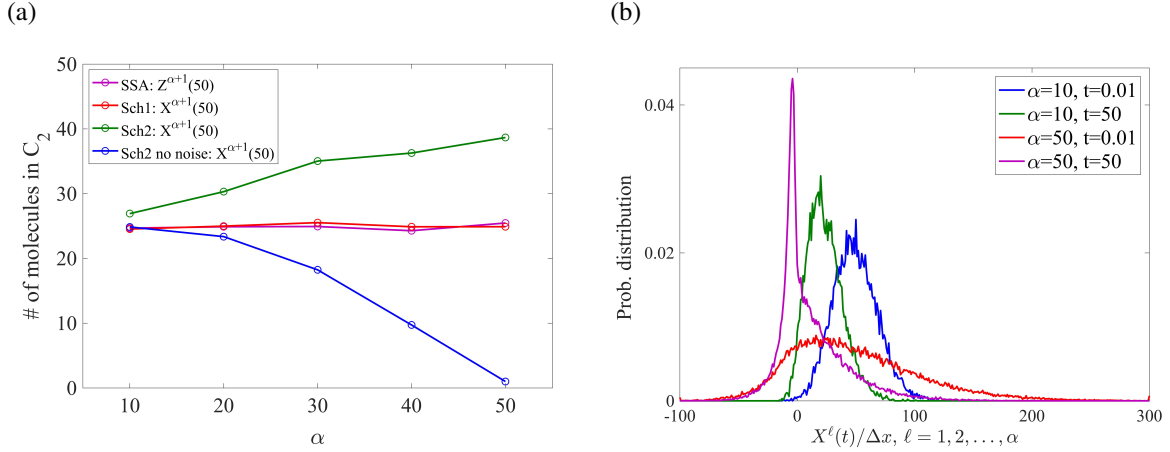 (a)
50
40
30
20
10
0
# of molecules in C₂
SSA: Z^{α+1}(50)
Sch1: X^{α+1}(50)
Sch2: X^{α+1}(50)
Sch2 no noise: X^{α+1}(50)
10 20 30 40 50
α
(b)
0.04
0.02
0
Prob. distribution
α=10, t=0.01
α=10, t=50
α=50, t=0.01
α=50, t=50
-100 0 100 200 300
X^ℓ(t)/Δx, ℓ = 1, 2, . . . , α